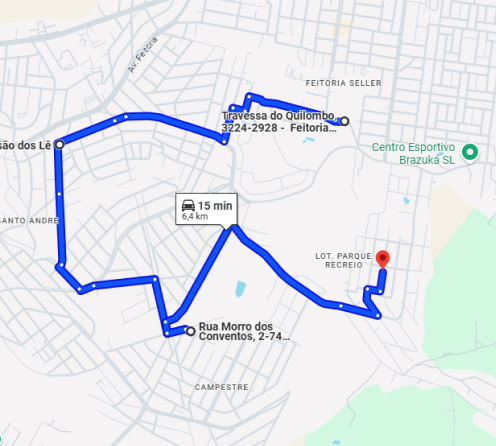 Av. Feitoria
FEITORIA SELLER
Travessa do Quilombo,
3224-2928 - Feitoria...
são dos Lê
Centro Esportivo
Brazuka SL
15 min
6,4 km
SANTO ANDRÉ
LOT. PARQUE
RECREIO
Rua Morro dos
Conventos, 2-74...
CAMPESTRE